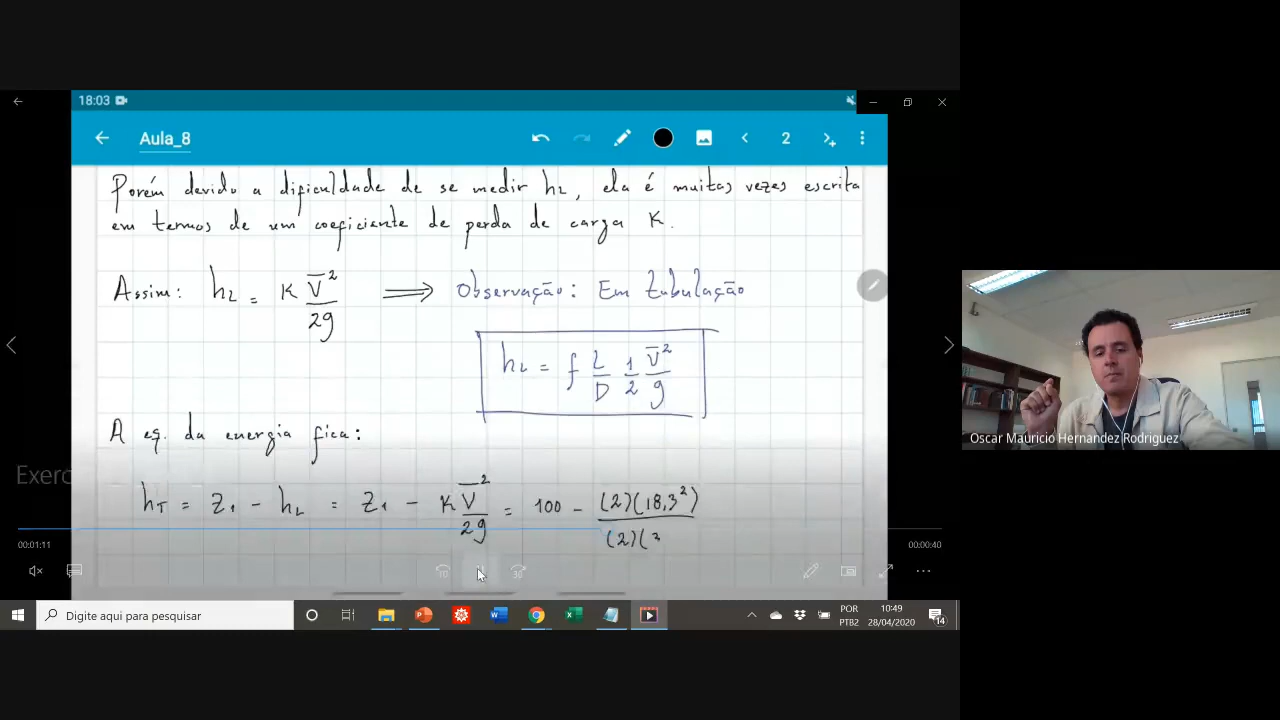 18:03
Aula_8
2
Porém devido a dificuldade de se medir hL, ela é muitas vezes escrita
em termos de um coeficiente de perda de carga K.
Assim: hL = K V̅²/2g ⟹ Observação: Em tubulação
hL = f L/D 1/2 V̅²/g
A eq. da energia fica:
hT = Z1 - hL = Z1 - K V̅²/2g = 100 - (2)(18,3²)/(2)(
Exerc
00:01:11
00:00:40
10
30
Digite aqui para pesquisar
POR
PTB2
10:49
28/04/2020
14
Oscar Mauricio Hernandez Rodriguez